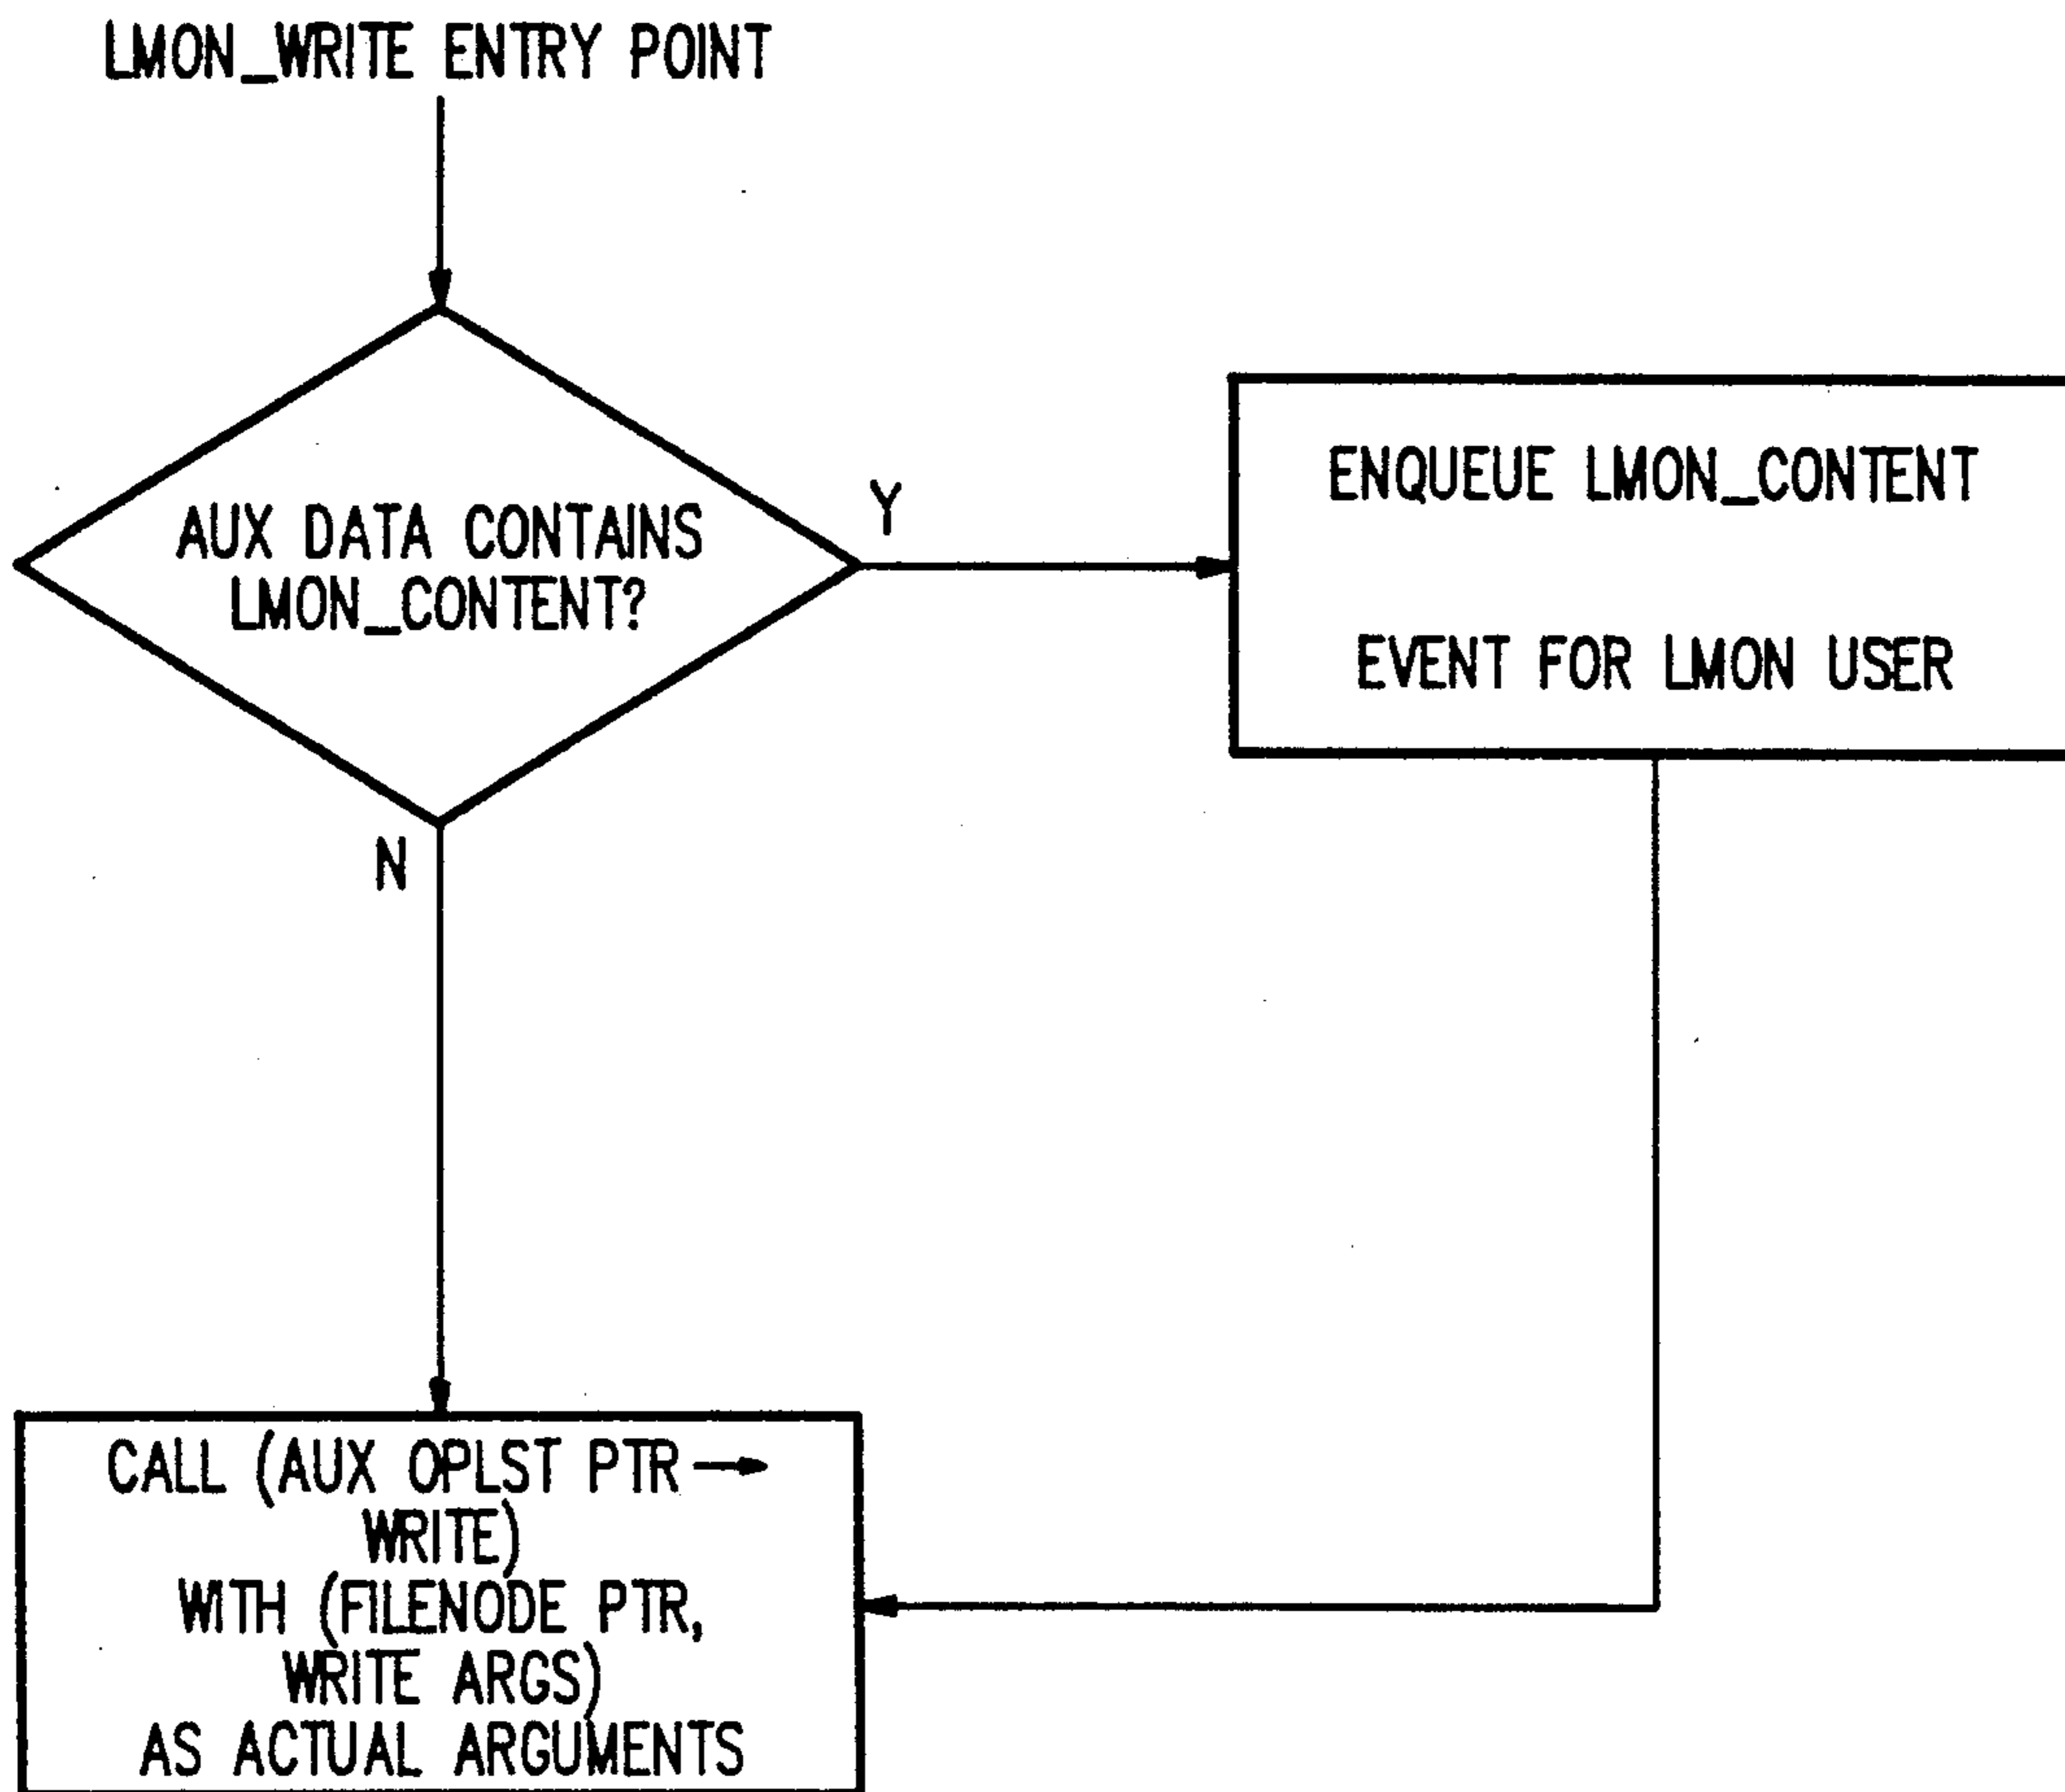 LMON_WRITE ENTRY POINT
AUX DATA CONTAINS
LMON_CONTENT?
Y
ENQUEUE LMON_CONTENT
EVENT FOR LMON USER
N
CALL (AUX OPLST PTR →
WRITE)
WITH (FILENODE PTR,
WRITE ARGS)
AS ACTUAL ARGUMENTS